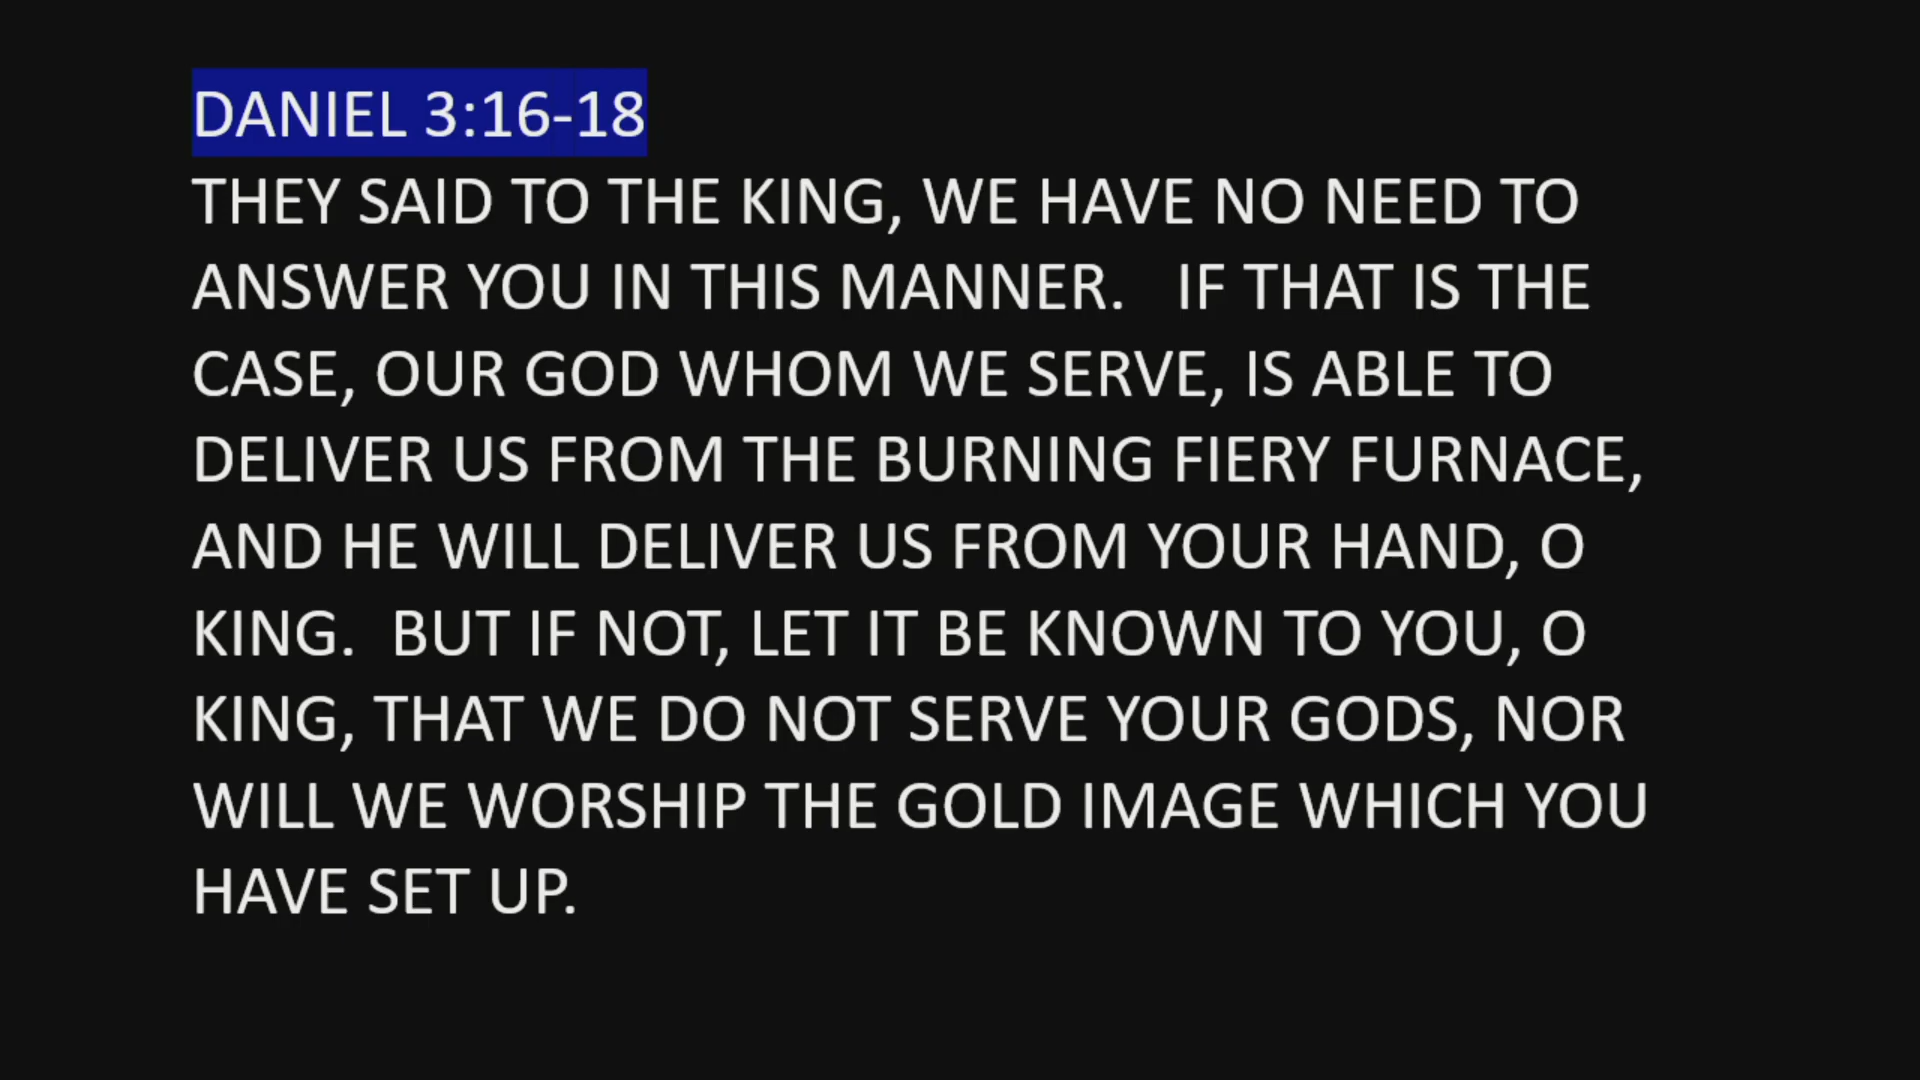 DANIEL 3:16-18
THEY SAID TO THE KING, WE HAVE NO NEED TO
ANSWER YOU IN THIS MANNER.   IF THAT IS THE
CASE, OUR GOD WHOM WE SERVE, IS ABLE TO
DELIVER US FROM THE BURNING FIERY FURNACE,
AND HE WILL DELIVER US FROM YOUR HAND, O
KING.  BUT IF NOT, LET IT BE KNOWN TO YOU, O
KING, THAT WE DO NOT SERVE YOUR GODS, NOR
WILL WE WORSHIP THE GOLD IMAGE WHICH YOU
HAVE SET UP.